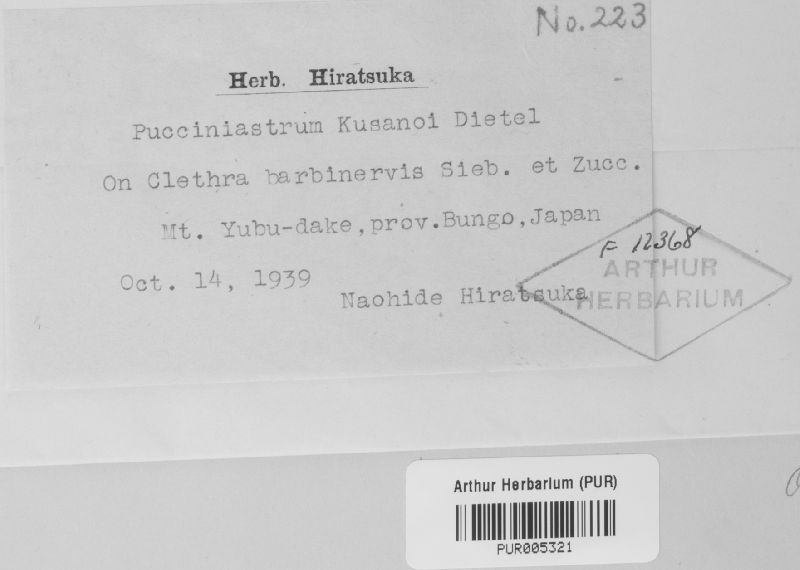 No. 223
Herb. Hiratsuka
Pucciniastrum Kusanoi Dietel
On Clethra barbinervis Sieb. et Zucc.
Mt. Yubu-dake, prov. Bungo, Japan
Oct. 14, 1939
Naohide Hiratsuka
F 12368
ARTHUR
HERBARIUM
Arthur Herbarium (PUR)
PUR005321